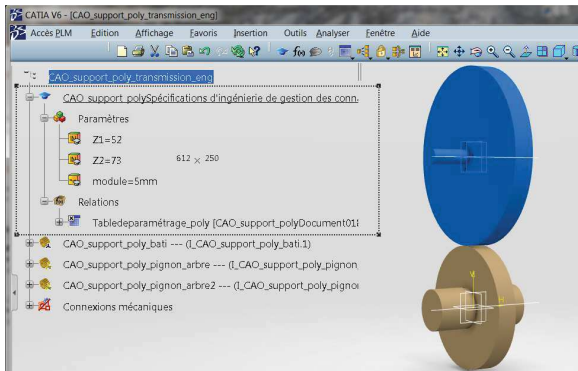 CATIA V6 - [CAO_support_poly_transmission_eng]
Accès PLM Edition Affichage Favoris Insertion Outils Analyser Fenêtre Aide
CAO_support_poly_transmission_eng
CAO support polySpécifications d'ingénierie de gestion des conn.
Paramètres
Z1=52
Z2=73
612 × 250
module=5mm
Relations
Tabledeparamétrage_poly [CAO_support_polyDocument01
CAO_support_poly_bati --- (I_CAO_support_poly_bati.1)
CAO_support_poly_pignon_arbre --- (I_CAO_support_poly_pignon
CAO_support_poly_pignon_arbre2 --- (I_CAO_support_poly_pigno
Connexions mécaniques